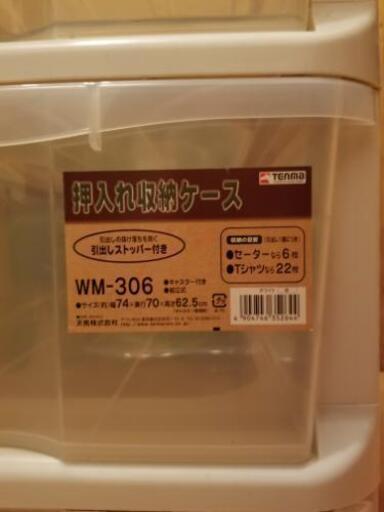 TENMA
押入れ収納ケース
引出しの抜け落ちを防ぐ
引出しストッパー付き
収納の目安
●セーターなら6枚
●Tシャツなら22枚
WM-306
●キャスター付き
●組立式
●サイズ(約)幅74×奥行70×高さ62.5cm
天馬株式会社